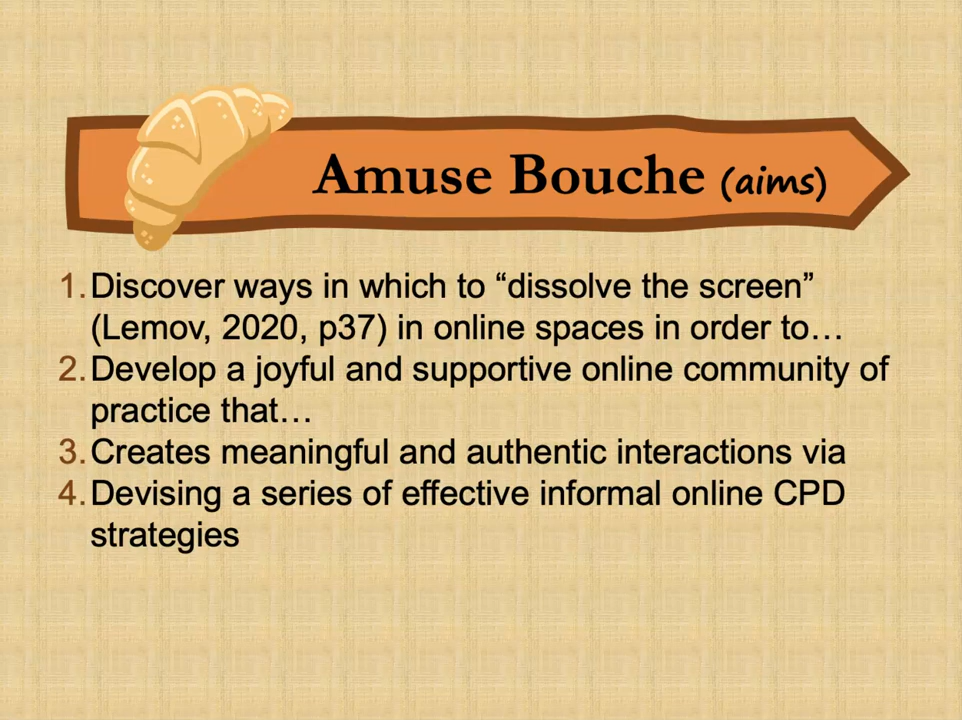 Amuse Bouche (aims)
1. Discover ways in which to “dissolve the screen”
(Lemov, 2020, p37) in online spaces in order to…
2. Develop a joyful and supportive online community of
practice that…
3. Creates meaningful and authentic interactions via
4. Devising a series of effective informal online CPD
strategies